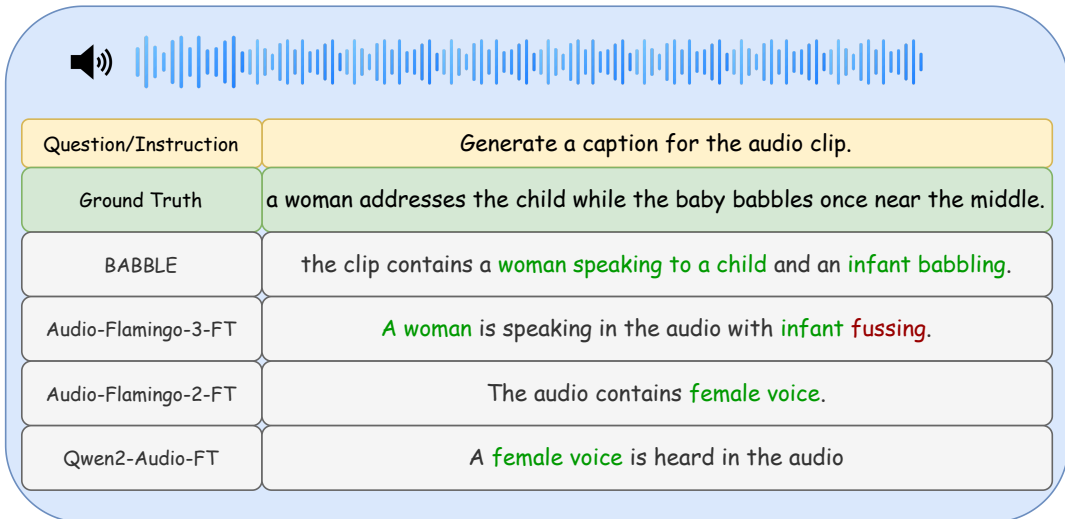 Question/Instruction
Generate a caption for the audio clip.
Ground Truth
a woman addresses the child while the baby babbles once near the middle.
BABBLE
the clip contains a woman speaking to a child and an infant babbling.
Audio-Flamingo-3-FT
A woman is speaking in the audio with infant fussing.
Audio-Flamingo-2-FT
The audio contains female voice.
Qwen2-Audio-FT
A female voice is heard in the audio